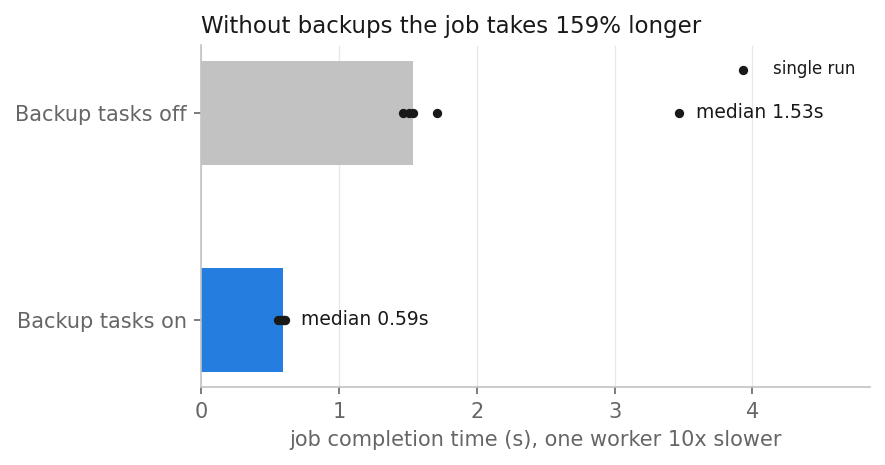 Without backups the job takes 159% longer
single run
Backup tasks off
median 1.53s
Backup tasks on
median 0.59s
0 1 2 3 4
job completion time (s), one worker 10x slower